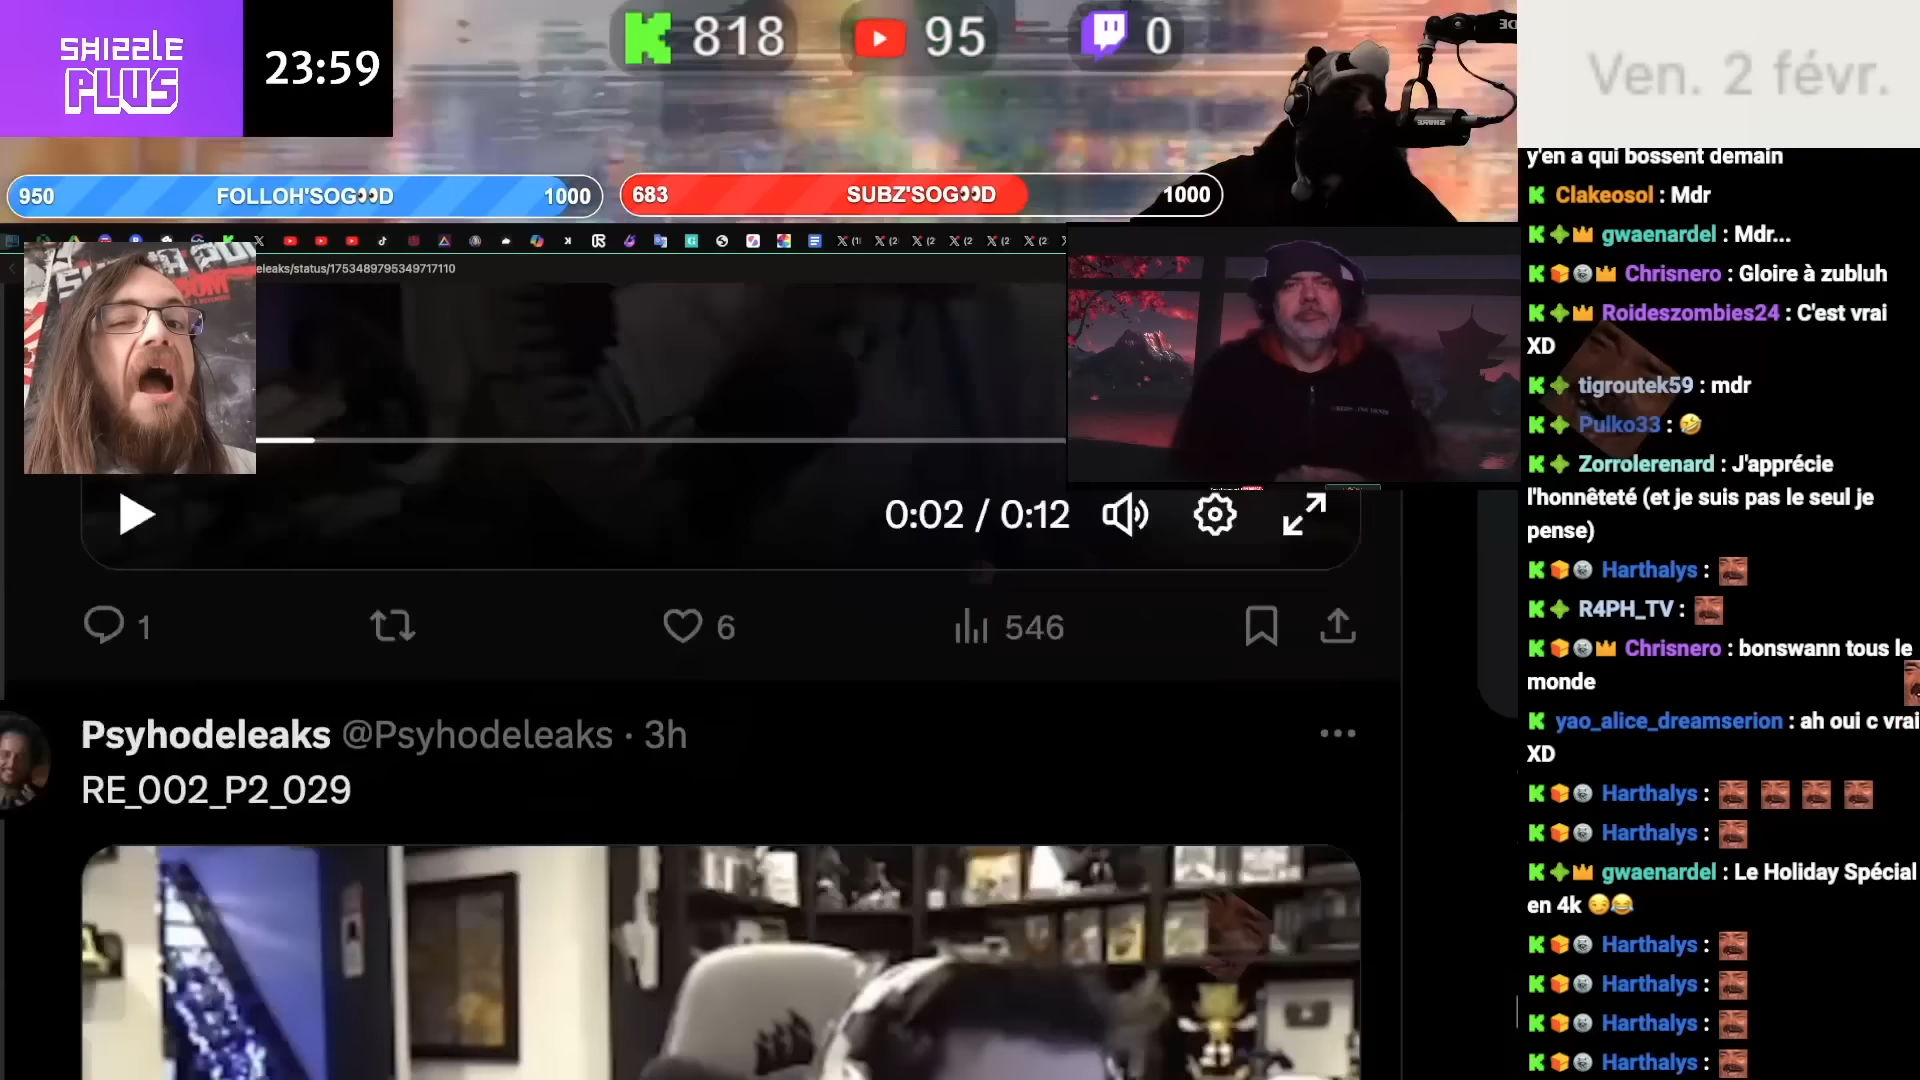 SHIZZLE
PLUS
23:59
818
95
0
Ven. 2 févr.
950
FOLLOH'SOG👀D
1000
683
SUBZ'SOG👀D
1000
eleaks/status/1753489795349717110
0:02 / 0:12
1
6
546
Psyhodeleaks @Psyhodeleaks · 3h
RE_002_P2_029
y'en a qui bossent demain
Clakeosol : Mdr
gwaenardel : Mdr...
Chrisnero : Gloire à zubluh
Roideszombies24 : C'est vrai
XD
tigroutek59 : mdr
Pulko33 : 🤣
Zorrolerenard : J'apprécie
l'honnêteté (et je suis pas le seul je
pense)
Harthalys :
R4PH_TV :
Chrisnero : bonswann tous le
monde
yao_alice_dreamserion : ah oui c vrai
XD
Harthalys :
Harthalys :
gwaenardel : Le Holiday Spécial
en 4k 😏😂
Harthalys :
Harthalys :
Harthalys :
Harthalys :